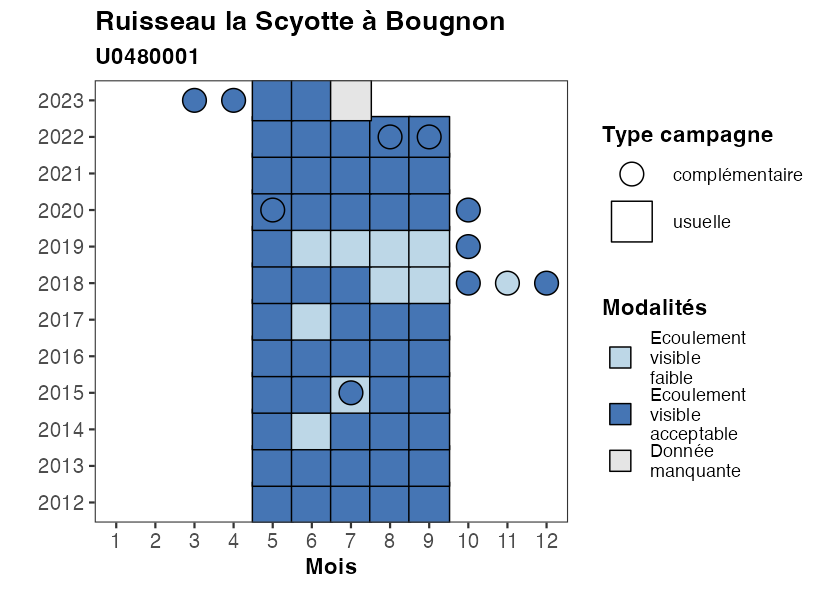 Ruisseau la Scyotte à Bougnon
U0480001
2023
2022
2021
2020
2019
2018
2017
2016
2015
2014
2013
2012
1 2 3 4 5 6 7 8 9 10 11 12
Mois
Type campagne
complémentaire
usuelle
Modalités
Ecoulement
visible
faible
Ecoulement
visible
acceptable
Donnée
manquante